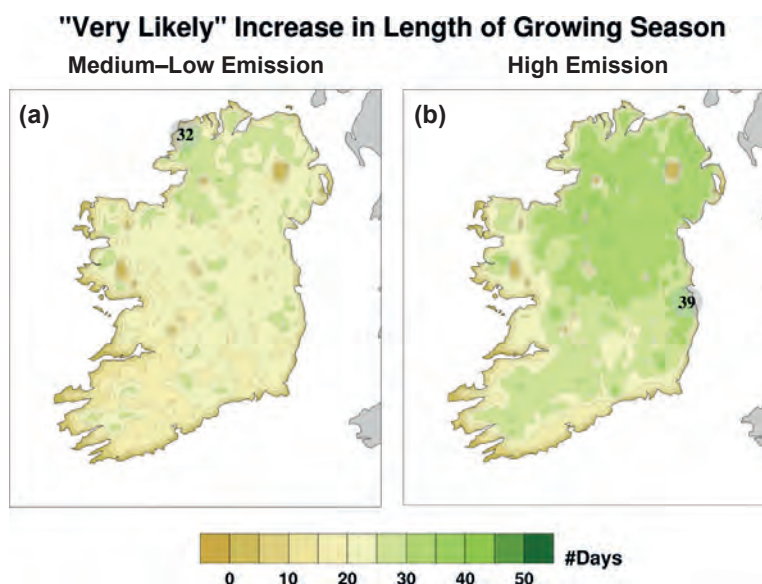 "Very Likely" Increase in Length of Growing Season
Medium–Low Emission High Emission
(a) (b)
32
39
#Days
0 10 20 30 40 50